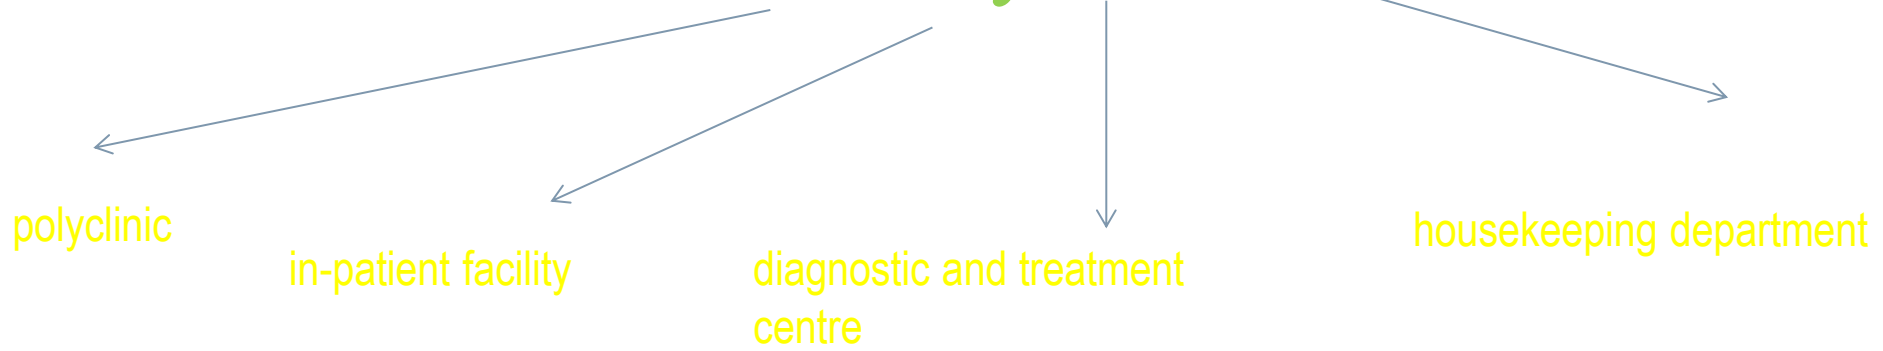 polyclinic
in-patient facility
diagnostic and treatment
centre
housekeeping department